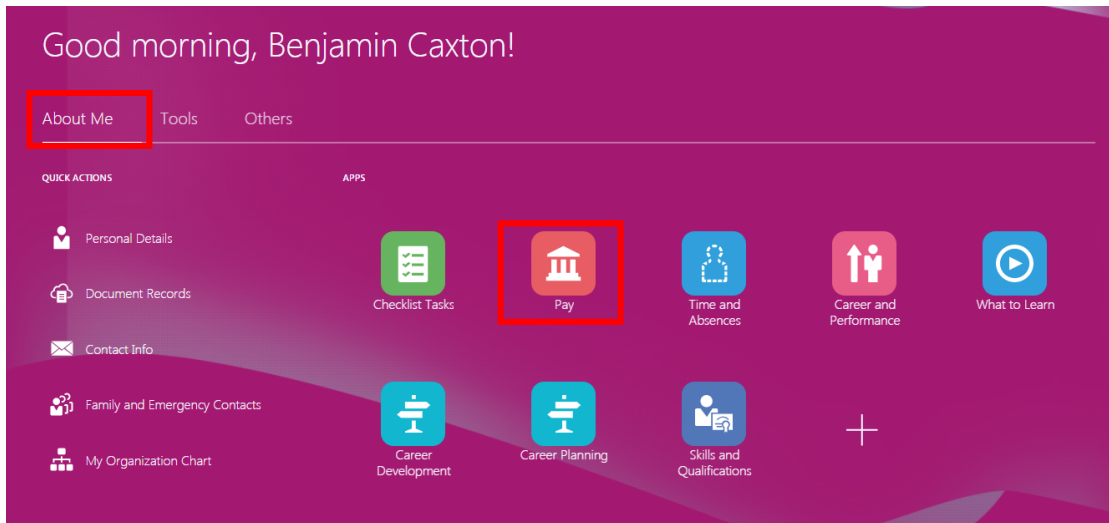 Good morning, Benjamin Caxton!
About Me
Tools
Others
QUICK ACTIONS
APPS
Personal Details
Document Records
Contact Info
Family and Emergency Contacts
My Organization Chart
Checklist Tasks
Pay
Time and
Absences
Career and
Performance
What to Learn
Career
Development
Career Planning
Skills and
Qualifications